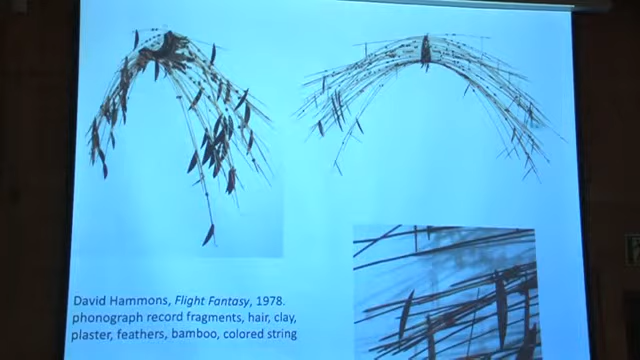 David Hammons, Flight Fantasy, 1978.
phonograph record fragments, hair, clay,
plaster, feathers, bamboo, colored string